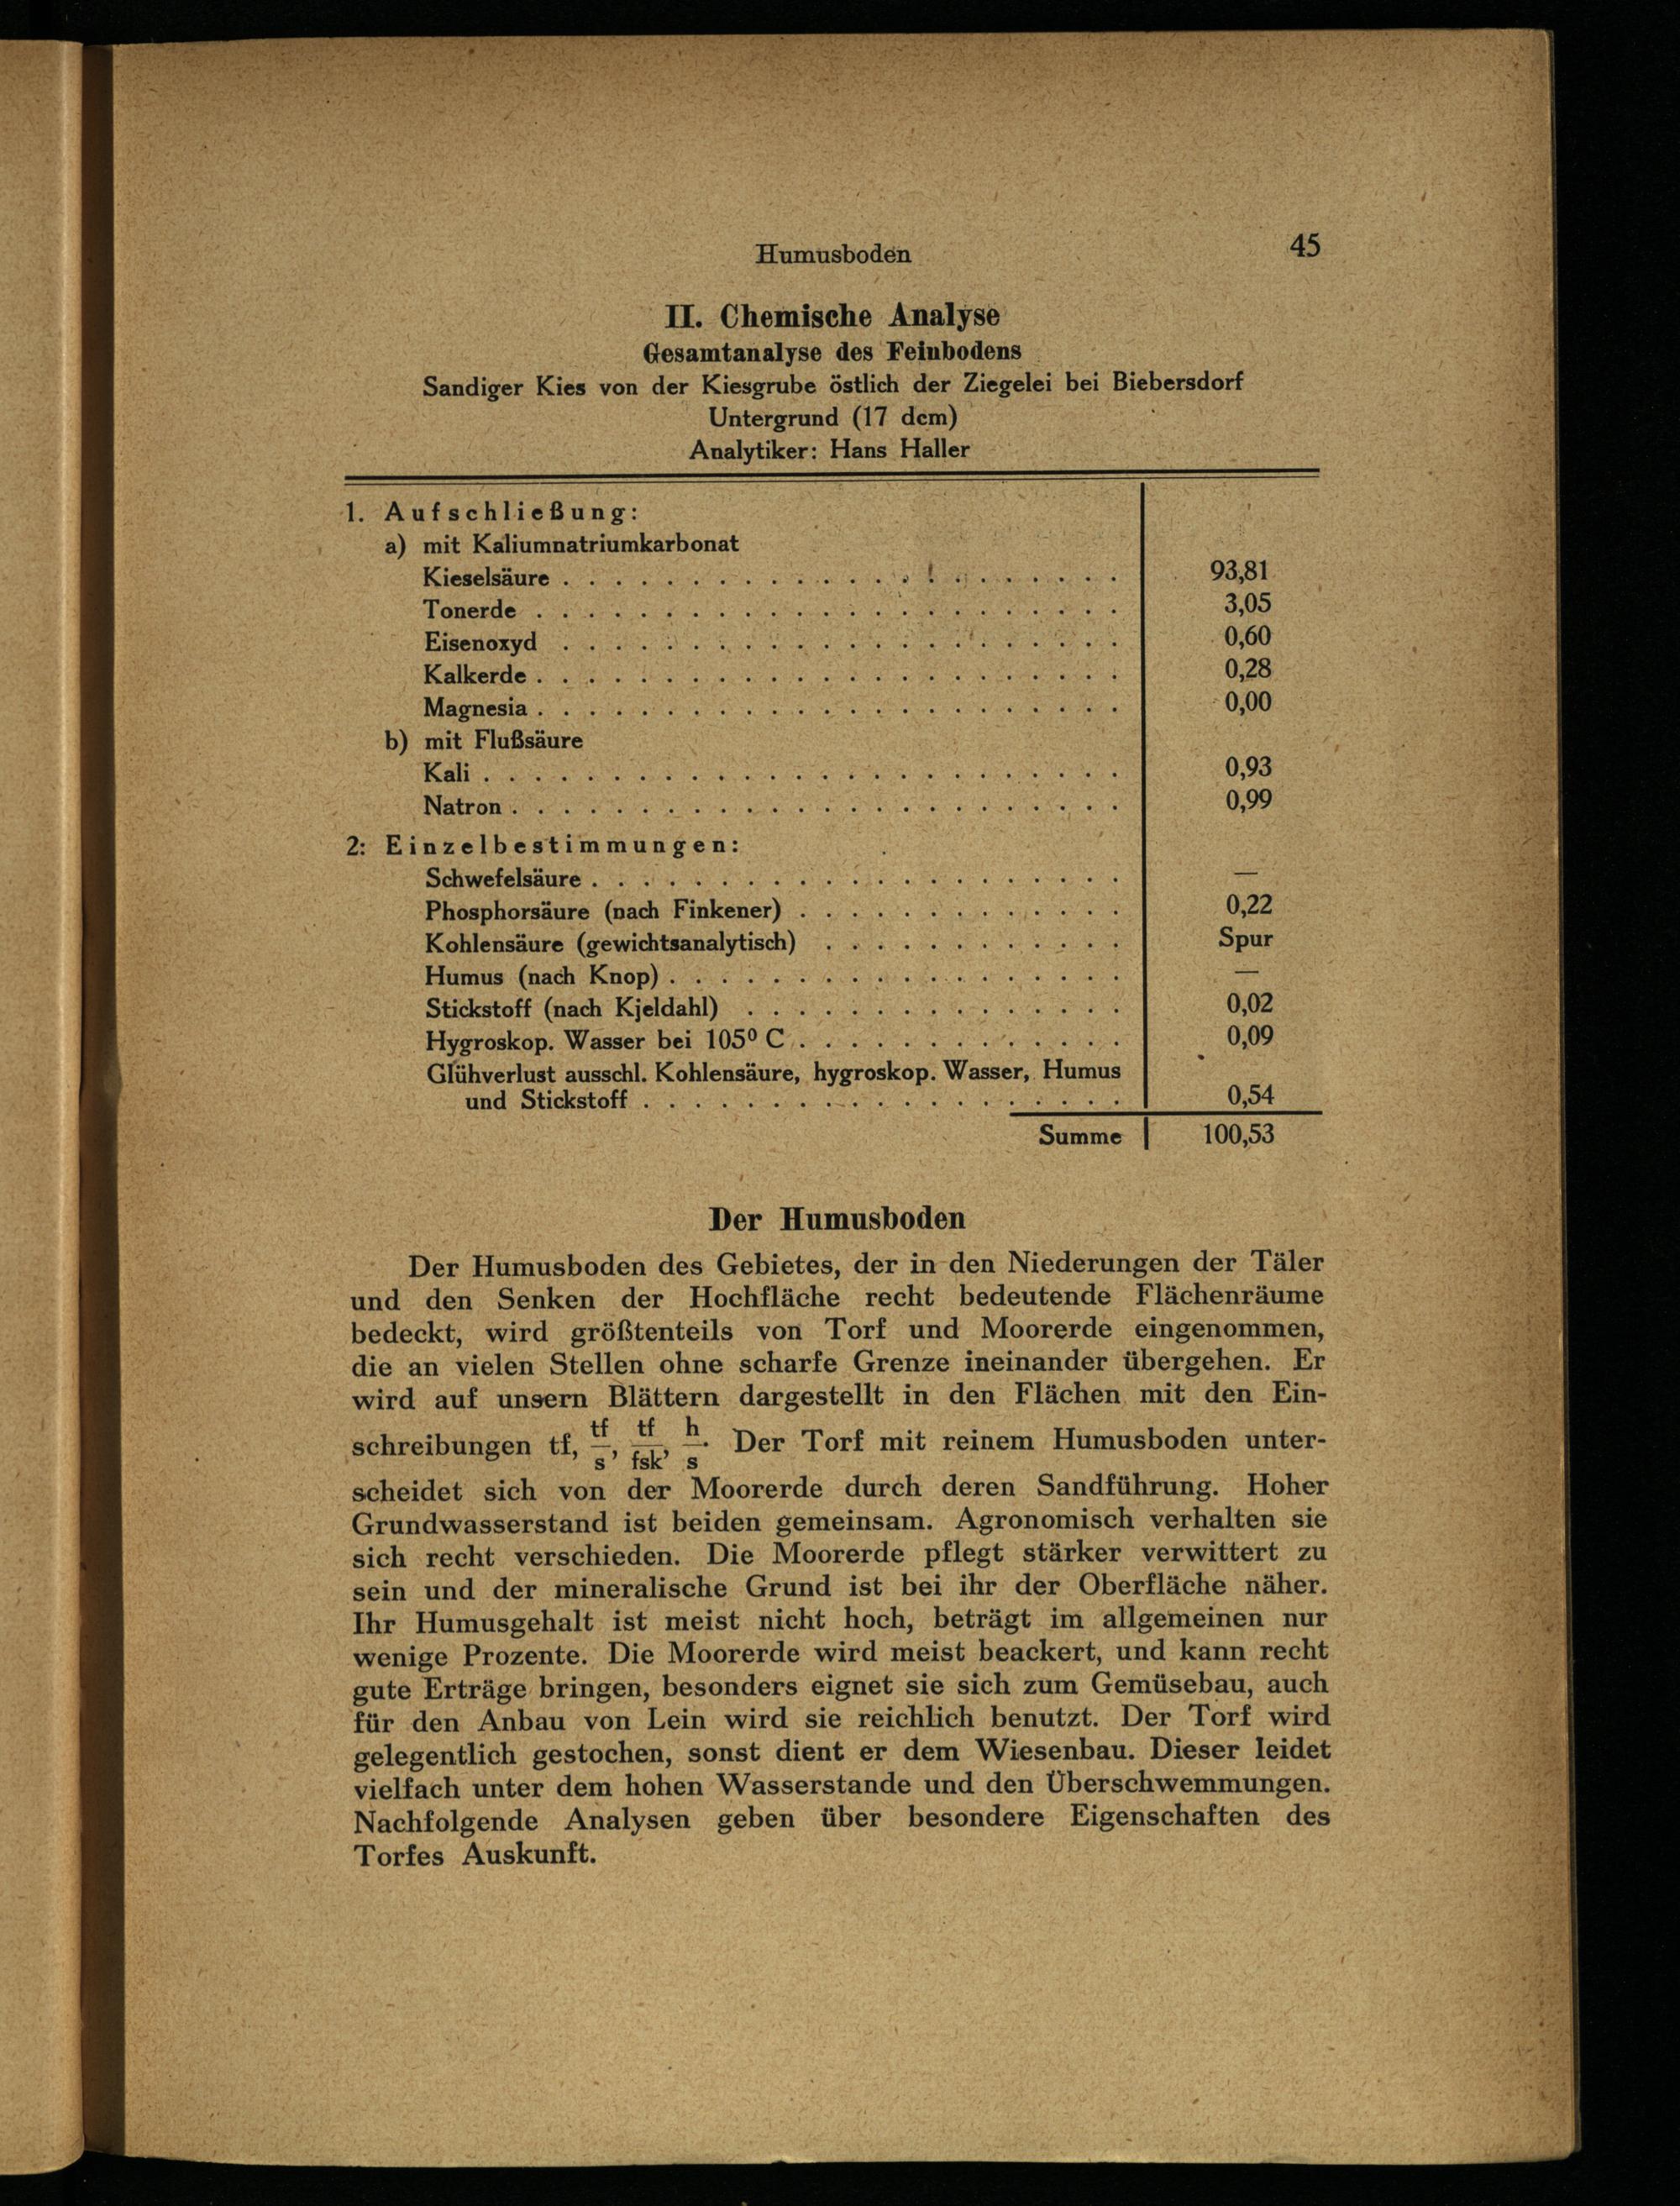 Humusboden 45
II. Chemische Analyse
Gesamtanalyse des Feinbodens
Sandiger Kies von der Kiesgrube östlich der Ziegelei bei Biebersdorf
Untergrund (17 dcm)
Analytiker: Hans Haller
1. Aufschließung:
a) mit Kaliumnatriumkarbonat
Kieselsäure . . . . . . . . . . . . . . . . . . . . . . 93,81
Tonerde . . . . . . . . . . . . . . . . . . . . . . . 3,05
Eisenoxyd . . . . . . . . . . . . . . . . . . . . . . 0,60
Kalkerde . . . . . . . . . . . . . . . . . . . . . . . 0,28
Magnesia . . . . . . . . . . . . . . . . . . . . . . . 0,00
b) mit Flußsäure
Kali . . . . . . . . . . . . . . . . . . . . . . . . . 0,93
Natron . . . . . . . . . . . . . . . . . . . . . . . . 0,99
2: Einzelbestimmungen:
Schwefelsäure . . . . . . . . . . . . . . . . . . . . . —
Phosphorsäure (nach Finkener) . . . . . . . . . . . . . 0,22
Kohlensäure (gewichtsanalytisch) . . . . . . . . . . . . Spur
Humus (nach Knop) . . . . . . . . . . . . . . . . . . —
Stickstoff (nach Kjeldahl) . . . . . . . . . . . . . . . 0,02
Hygroskop. Wasser bei 105⁰ C . . . . . . . . . . . . . 0,09
Glühverlust ausschl. Kohlensäure, hygroskop. Wasser, Humus
und Stickstoff . . . . . . . . . . . . . . . . . . . 0,54
Summe 100,53
Der Humusboden
Der Humusboden des Gebietes, der in den Niederungen der Täler
und den Senken der Hochfläche recht bedeutende Flächenräume
bedeckt, wird größtenteils von Torf und Moorerde eingenommen,
die an vielen Stellen ohne scharfe Grenze ineinander übergehen. Er
wird auf unsern Blättern dargestellt in den Flächen mit den Ein-
schreibungen tf, tf/s, tf/fsk, h/s. Der Torf mit reinem Humusboden unter-
scheidet sich von der Moorerde durch deren Sandführung. Hoher
Grundwasserstand ist beiden gemeinsam. Agronomisch verhalten sie
sich recht verschieden. Die Moorerde pflegt stärker verwittert zu
sein und der mineralische Grund ist bei ihr der Oberfläche näher.
Ihr Humusgehalt ist meist nicht hoch, beträgt im allgemeinen nur
wenige Prozente. Die Moorerde wird meist beackert, und kann recht
gute Erträge bringen, besonders eignet sie sich zum Gemüsebau, auch
für den Anbau von Lein wird sie reichlich benutzt. Der Torf wird
gelegentlich gestochen, sonst dient er dem Wiesenbau. Dieser leidet
vielfach unter dem hohen Wasserstande und den Überschwemmungen.
Nachfolgende Analysen geben über besondere Eigenschaften des
Torfes Auskunft.